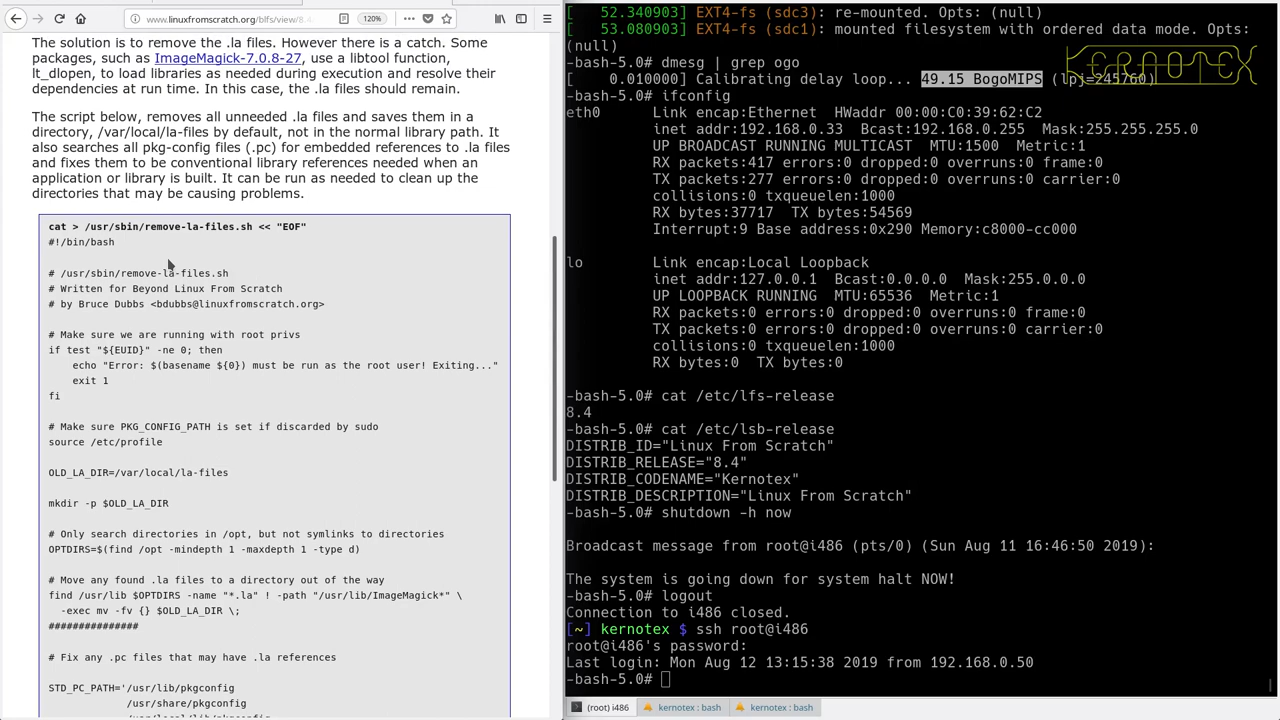 www.linuxfromscratch.org/blfs/view/8.4
120%
The solution is to remove the .la files. However there is a catch. Some
packages, such as ImageMagick-7.0.8-27, use a libtool function,
lt_dlopen, to load libraries as needed during execution and resolve their
dependencies at run time. In this case, the .la files should remain.
The script below, removes all unneeded .la files and saves them in a
directory, /var/local/la-files by default, not in the normal library path. It
also searches all pkg-config files (.pc) for embedded references to .la files
and fixes them to be conventional library references needed when an
application or library is built. It can be run as needed to clean up the
directories that may be causing problems.
cat > /usr/sbin/remove-la-files.sh << "EOF"
#!/bin/bash
# /usr/sbin/remove-la-files.sh
# Written for Beyond Linux From Scratch
# by Bruce Dubbs <bdubbs@linuxfromscratch.org>
# Make sure we are running with root privs
if test "${EUID}" -ne 0; then
echo "Error: $(basename ${0}) must be run as the root user! Exiting..."
exit 1
fi
# Make sure PKG_CONFIG_PATH is set if discarded by sudo
source /etc/profile
OLD_LA_DIR=/var/local/la-files
mkdir -p $OLD_LA_DIR
# Only search directories in /opt, but not symlinks to directories
OPTDIRS=$(find /opt -mindepth 1 -maxdepth 1 -type d)
# Move any found .la files to a directory out of the way
find /usr/lib $OPTDIRS -name "*.la" ! -path "/usr/lib/ImageMagick*" \
-exec mv -fv {} $OLD_LA_DIR \;
###############
# Fix any .pc files that may have .la references
STD_PC_PATH='/usr/lib/pkgconfig
/usr/share/pkgconfig
/usr/local/lib/pkgconfig
[   52.340903] EXT4-fs (sdc3): re-mounted. Opts: (null)
[   53.080903] EXT4-fs (sdc1): mounted filesystem with ordered data mode. Opts:
(null)
-bash-5.0# dmesg | grep ogo
[    0.010000] Calibrating delay loop... 49.15 BogoMIPS (lpj=245760)
KERNOTEX
-bash-5.0# ifconfig
eth0      Link encap:Ethernet  HWaddr 00:00:C0:39:62:C2
inet addr:192.168.0.33  Bcast:192.168.0.255  Mask:255.255.255.0
UP BROADCAST RUNNING MULTICAST  MTU:1500  Metric:1
RX packets:417 errors:0 dropped:0 overruns:0 frame:0
TX packets:277 errors:0 dropped:0 overruns:0 carrier:0
collisions:0 txqueuelen:1000
RX bytes:37717  TX bytes:54569
Interrupt:9 Base address:0x290 Memory:c8000-cc000
lo        Link encap:Local Loopback
inet addr:127.0.0.1  Bcast:0.0.0.0  Mask:255.0.0.0
UP LOOPBACK RUNNING  MTU:65536  Metric:1
RX packets:0 errors:0 dropped:0 overruns:0 frame:0
TX packets:0 errors:0 dropped:0 overruns:0 carrier:0
collisions:0 txqueuelen:1000
RX bytes:0  TX bytes:0
-bash-5.0# cat /etc/lfs-release
8.4
-bash-5.0# cat /etc/lsb-release
DISTRIB_ID="Linux From Scratch"
DISTRIB_RELEASE="8.4"
DISTRIB_CODENAME="Kernotex"
DISTRIB_DESCRIPTION="Linux From Scratch"
-bash-5.0# shutdown -h now
Broadcast message from root@i486 (pts/0) (Sun Aug 11 16:46:50 2019):
The system is going down for system halt NOW!
-bash-5.0# logout
Connection to i486 closed.
[~] kernotex $ ssh root@i486
root@i486's password:
Last login: Mon Aug 12 13:15:38 2019 from 192.168.0.50
-bash-5.0#
(root) i486
kernotex : bash
kernotex : bash